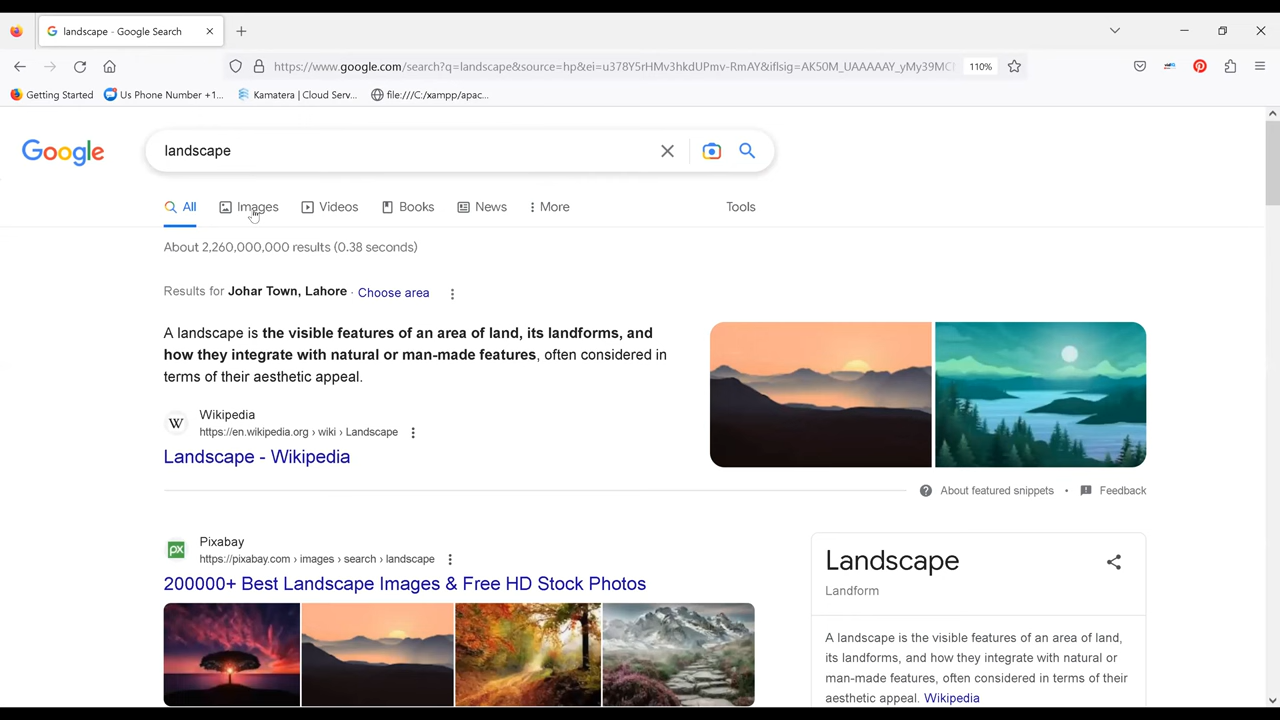 landscape - Google Search
https://www.google.com/search?q=landscape&source=hp&ei=u378Y5rHMv3hkdUPmv-RmAY&iflsig=AK50M_UAAAAAY_yMy39MC
110%
Getting Started
Us Phone Number +1...
Kamatera | Cloud Serv...
file:///C:/xampp/apac...
Google
landscape
All
Images
Videos
Books
News
More
Tools
About 2,260,000,000 results (0.38 seconds)
Results for Johar Town, Lahore · Choose area
A landscape is the visible features of an area of land, its landforms, and
how they integrate with natural or man-made features, often considered in
terms of their aesthetic appeal.
W
Wikipedia
https://en.wikipedia.org › wiki › Landscape
Landscape - Wikipedia
About featured snippets • Feedback
px
Pixabay
https://pixabay.com › images › search › landscape
200000+ Best Landscape Images & Free HD Stock Photos
Landscape
Landform
A landscape is the visible features of an area of land,
its landforms, and how they integrate with natural or
man-made features, often considered in terms of their
aesthetic appeal. Wikipedia